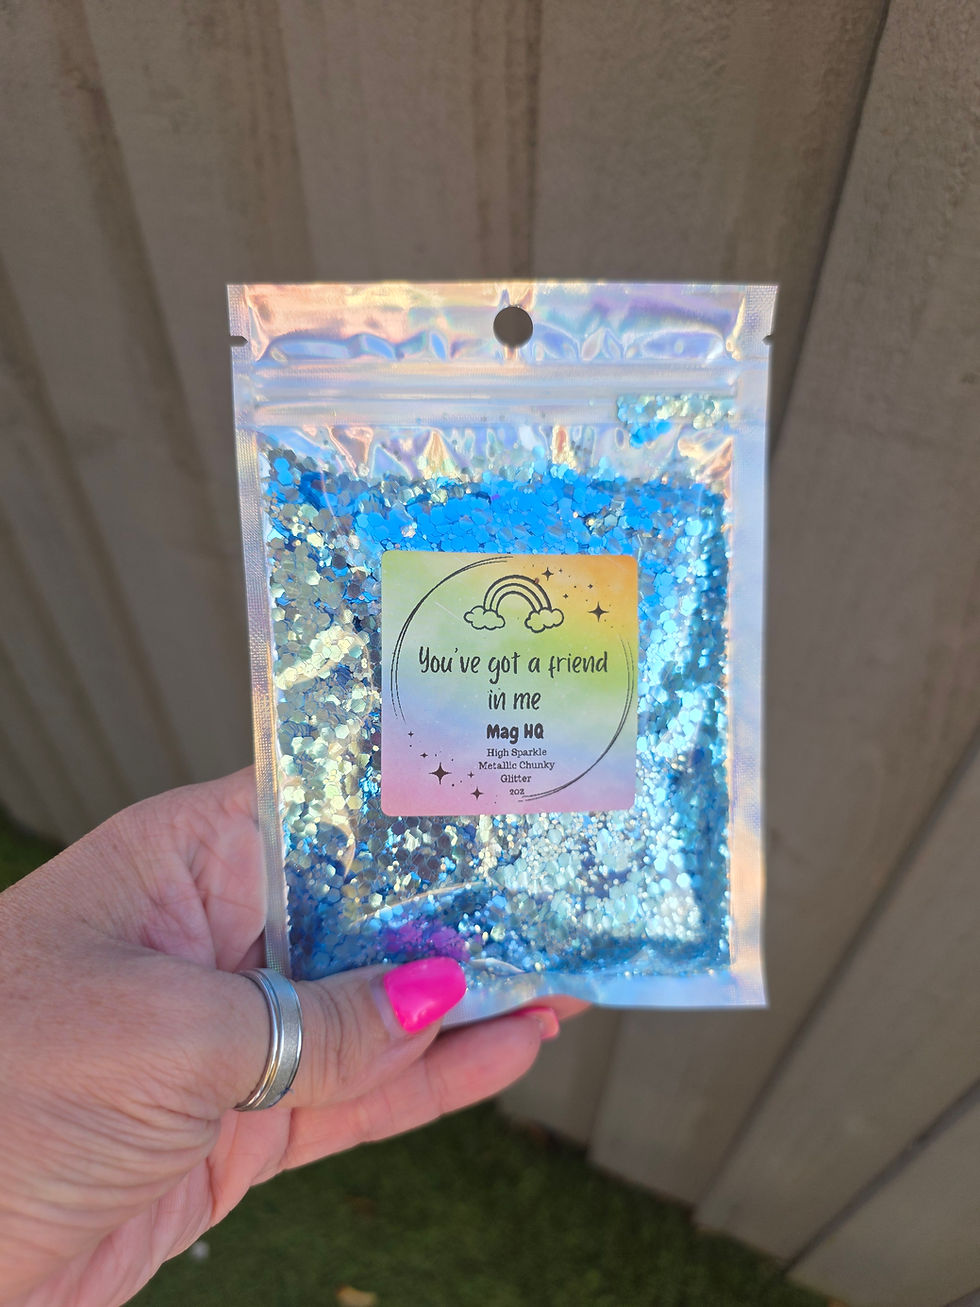 You've got a friend
in me
Mag HQ
High Sparkle
Metallic Chunky
Glitter
2OZ